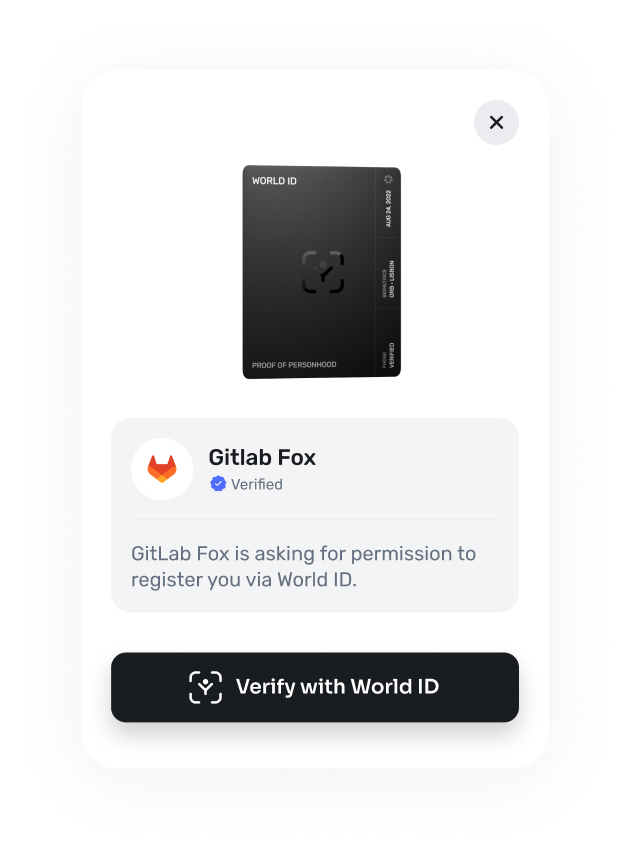 WORLD ID
AUG 24, 2022
BIOMETRICS
ORB • LISBON
PHONE
VERIFIED
PROOF OF PERSONHOOD
Gitlab Fox
Verified
GitLab Fox is asking for permission to
register you via World ID.
Verify with World ID